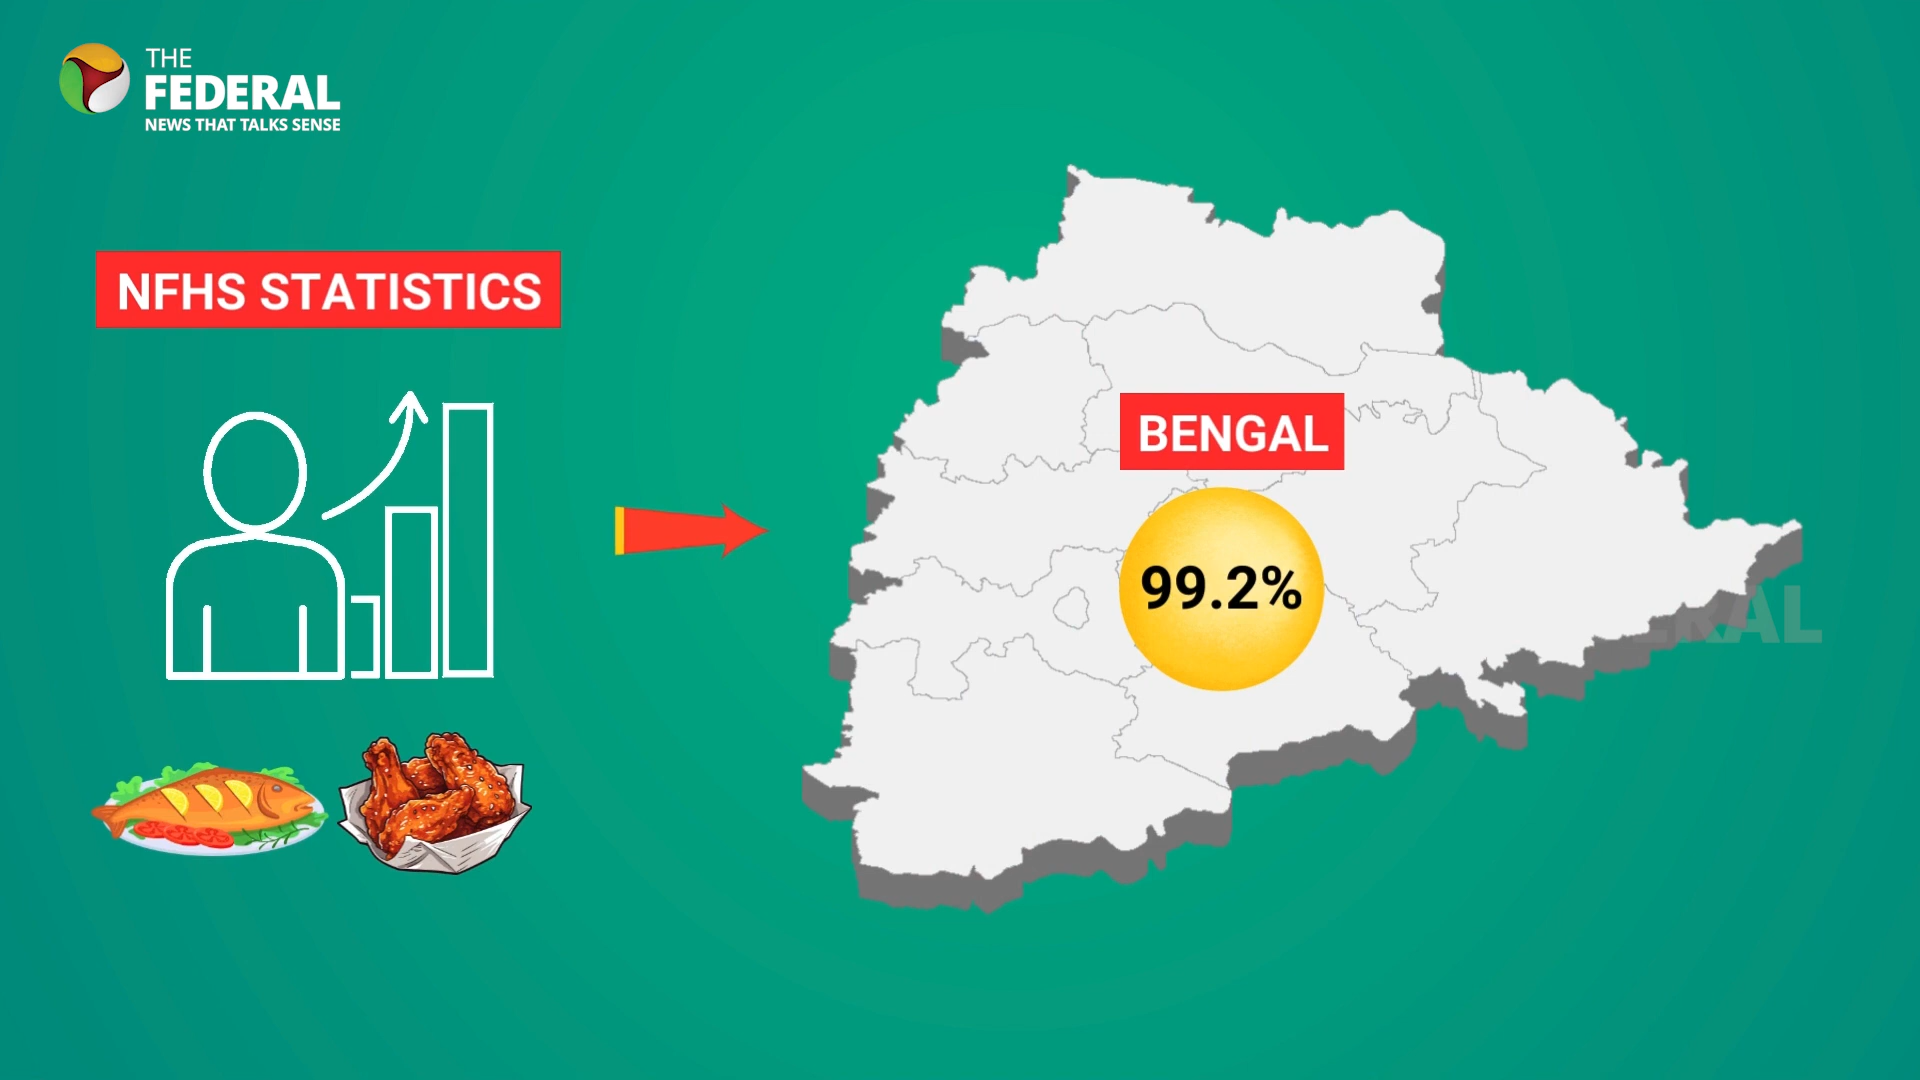 THE
FEDERAL
NEWS THAT TALKS SENSE
NFHS STATISTICS
BENGAL
99.2%